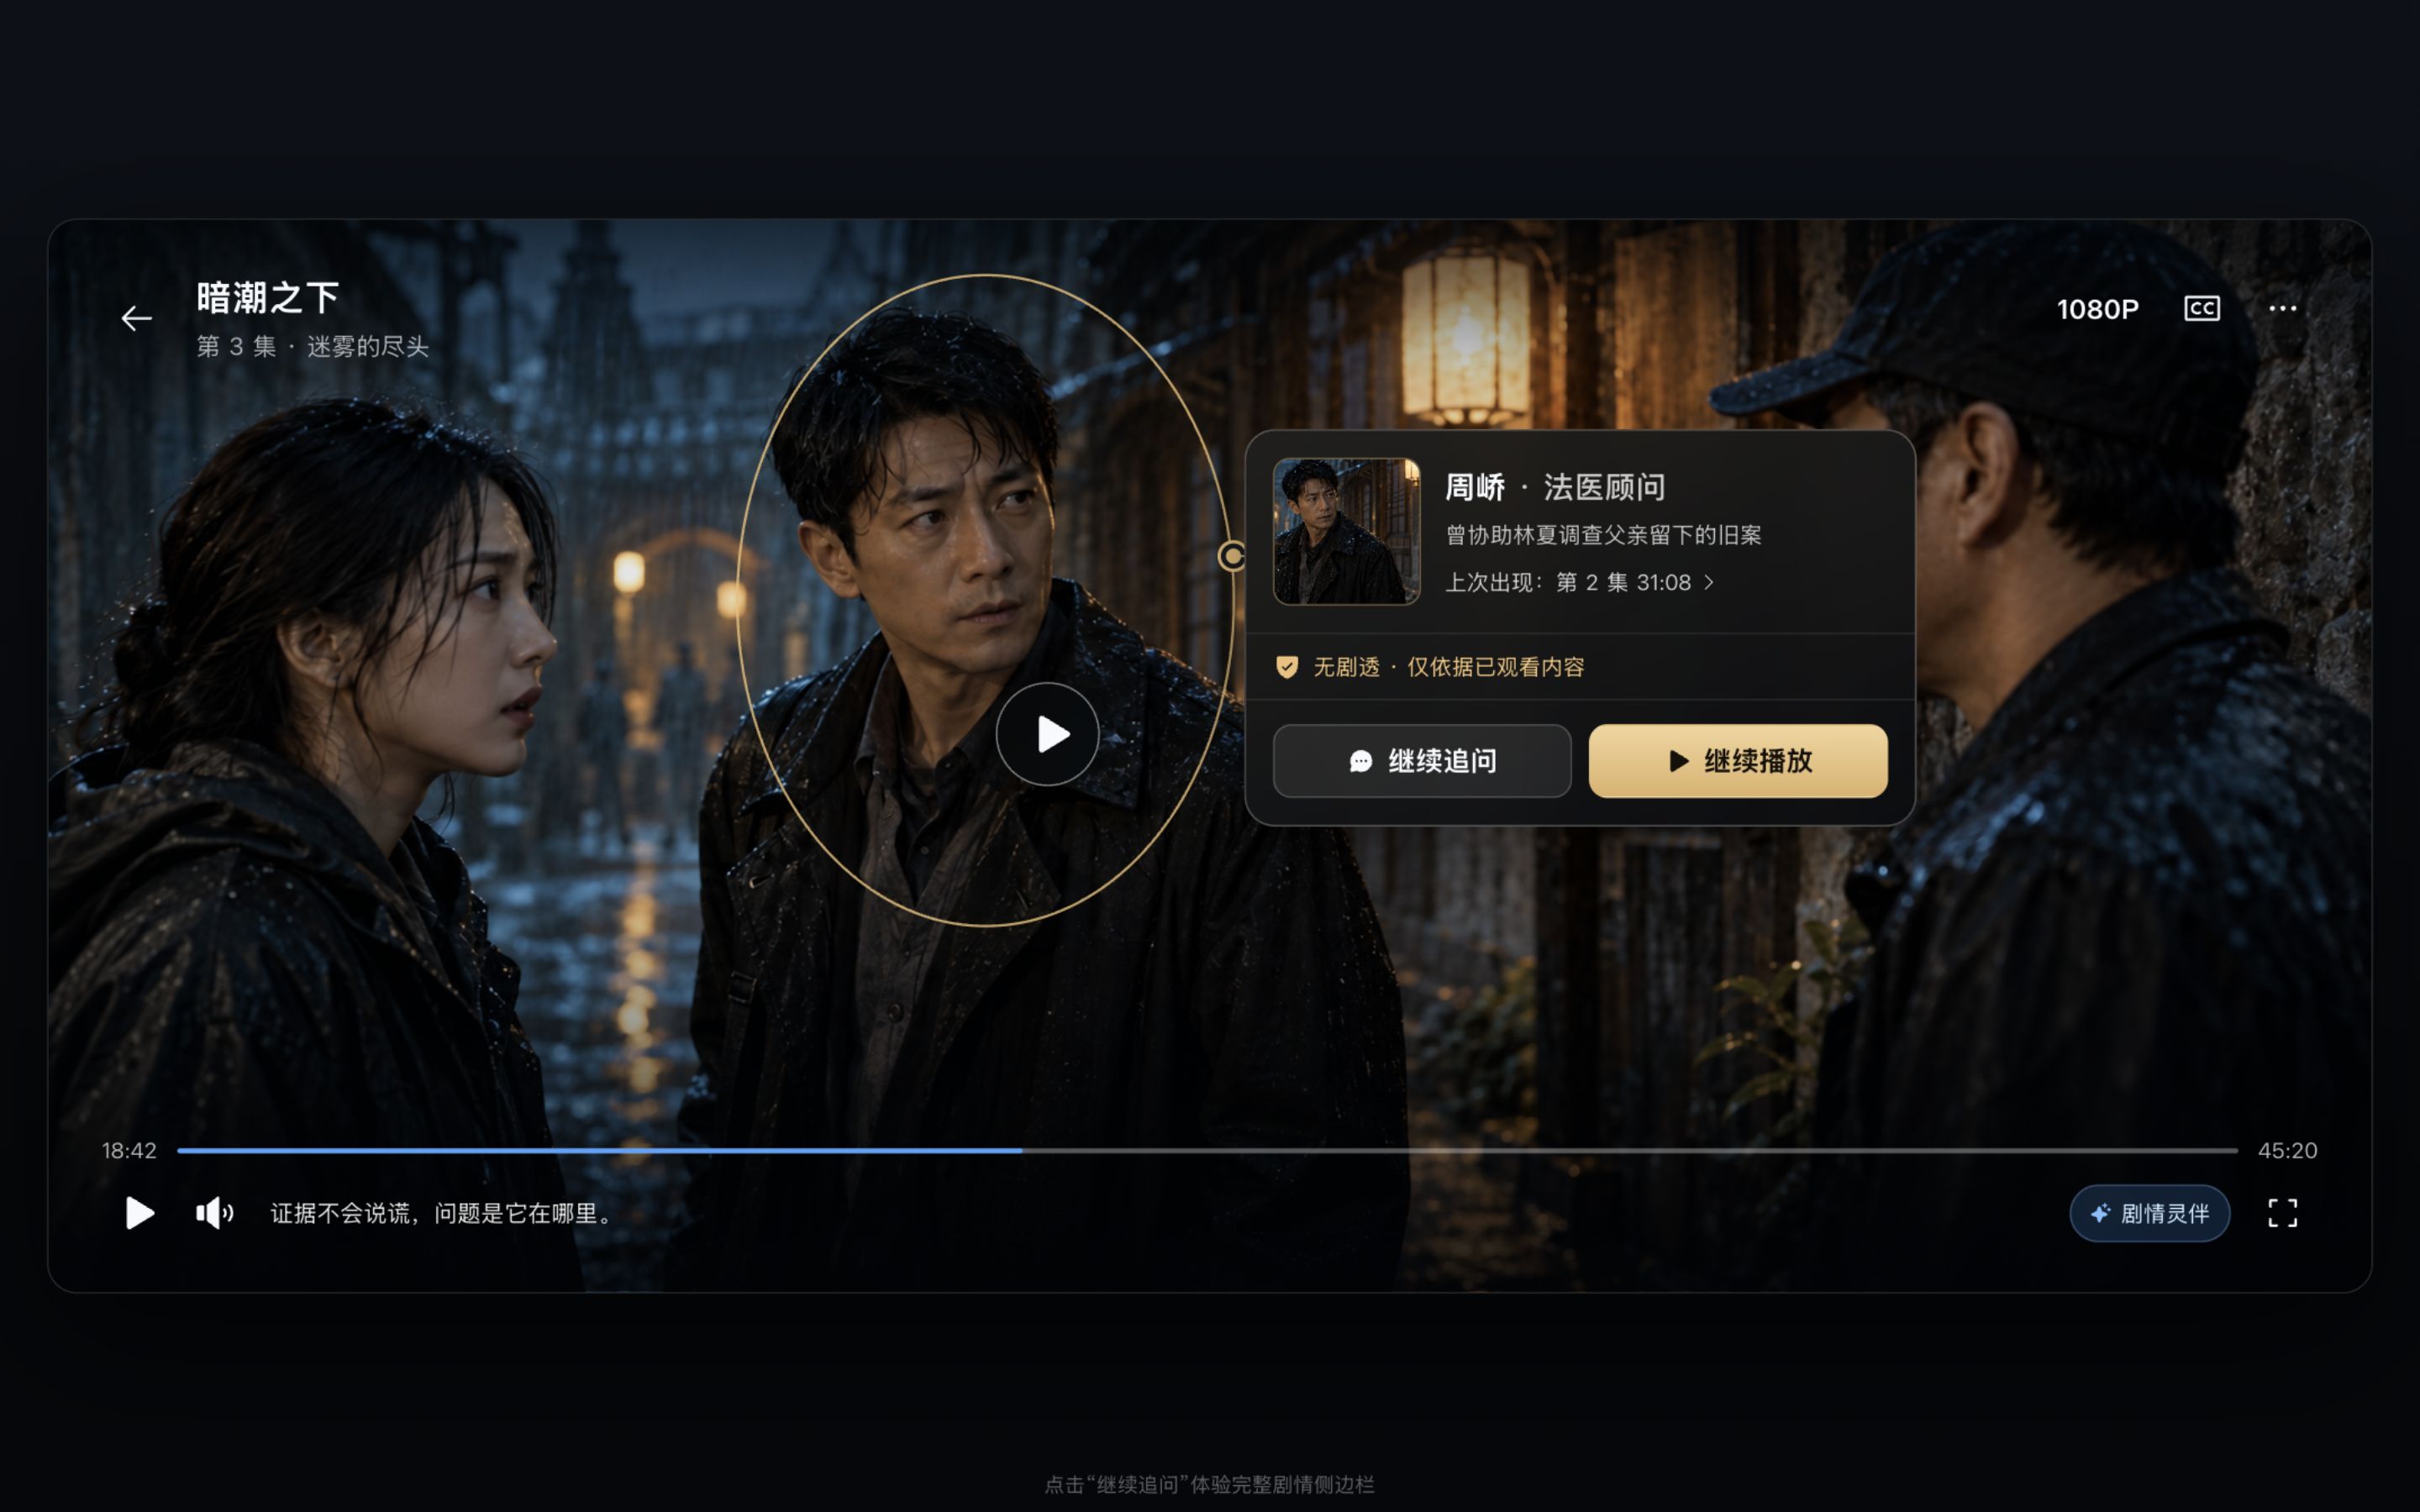 暗潮之下
第 3 集 · 迷雾的尽头
1080P
CC
周峤 · 法医顾问
曾协助林夏调查父亲留下的旧案
上次出现：第 2 集 31:08 >
无剧透 · 仅依据已观看内容
继续追问
继续播放
18:42
45:20
证据不会说谎，问题是它在哪里。
剧情灵伴
点击“继续追问”体验完整剧情侧边栏